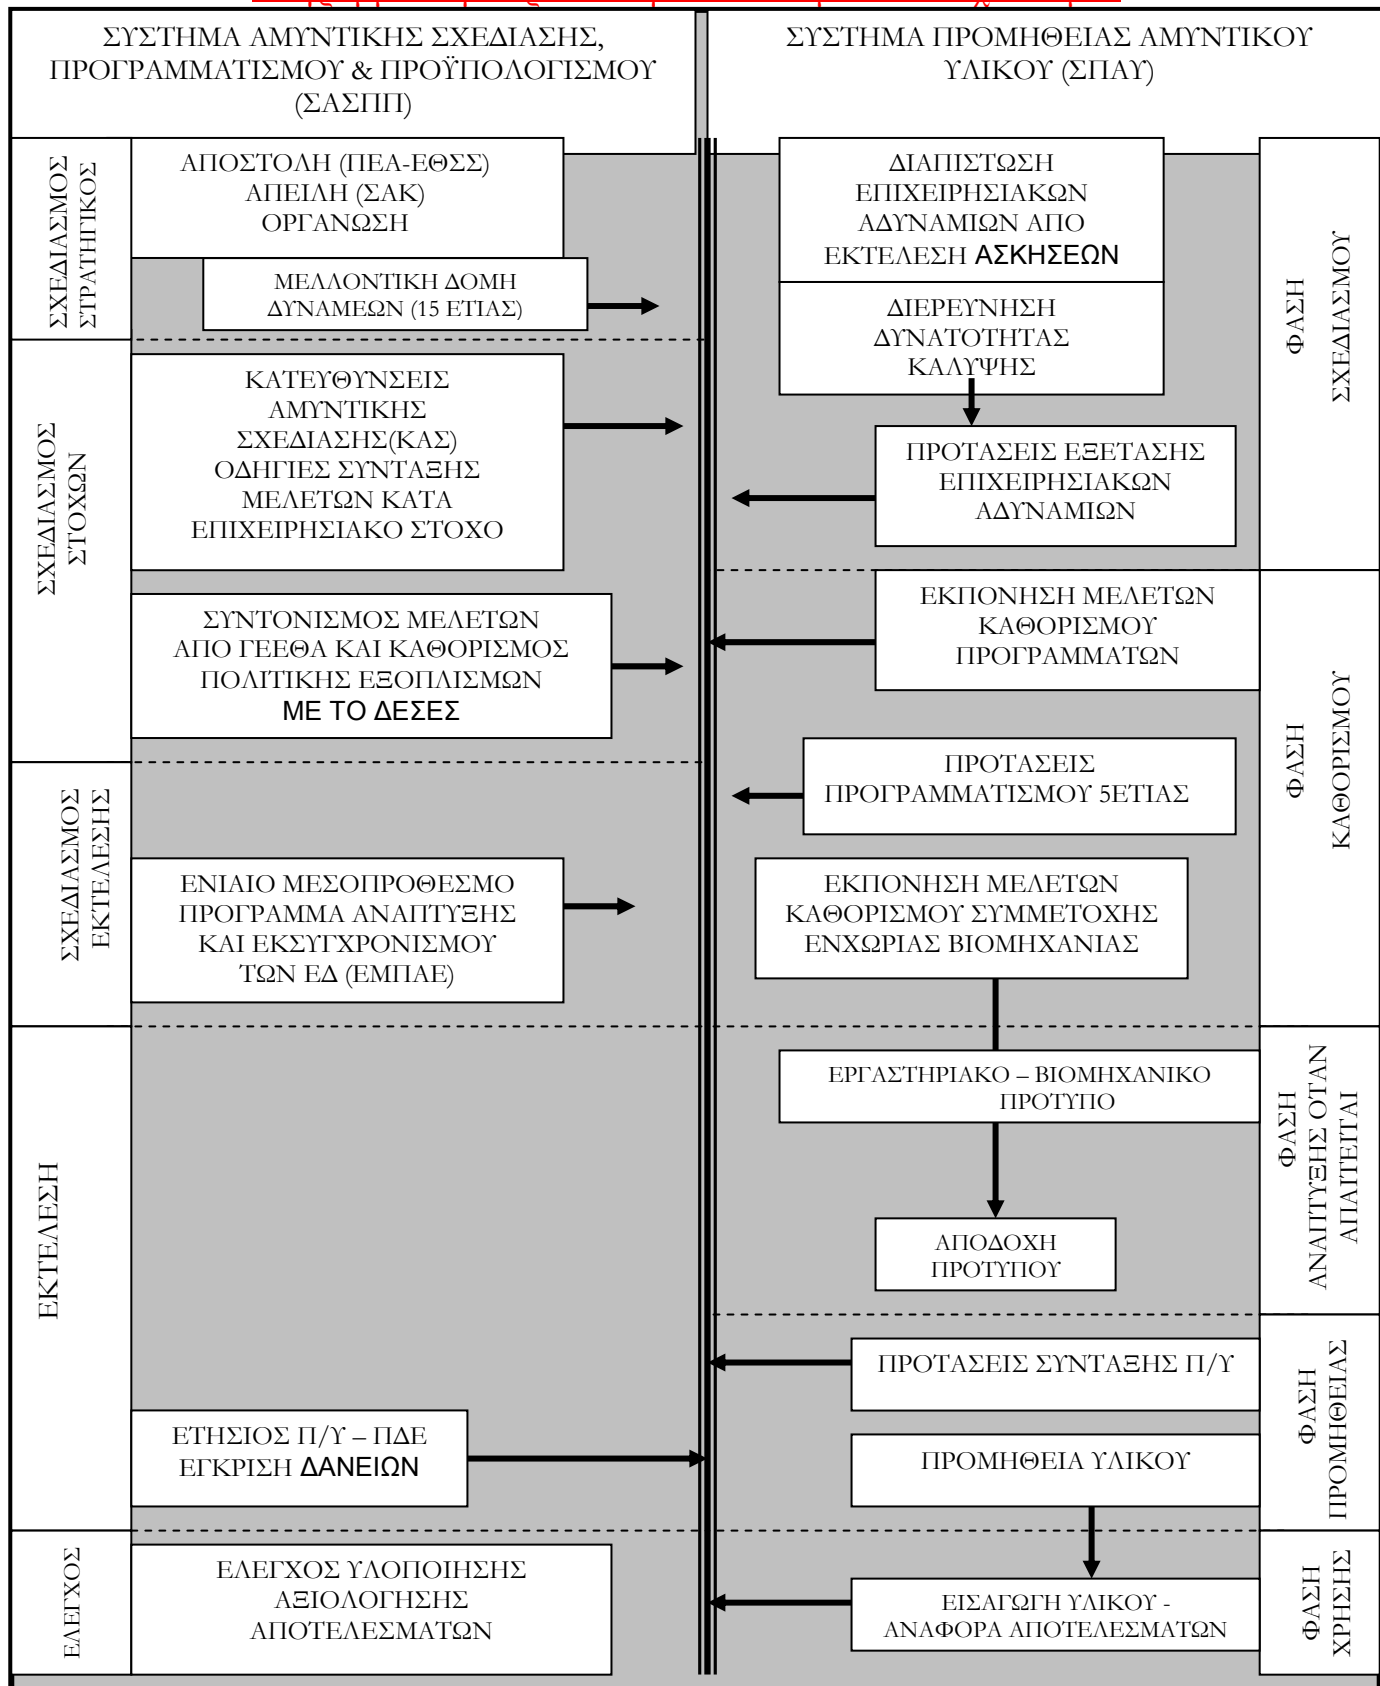 ΣΥΣΤΗΜΑ ΑΜΥΝΤΙΚΗΣ ΣΧΕΔΙΑΣΗΣ,
ΠΡΟΓΡΑΜΜΑΤΙΣΜΟΥ & ΠΡΟΫΠΟΛΟΓΙΣΜΟΥ
(ΣΑΣΠΠ)
ΣΥΣΤΗΜΑ ΠΡΟΜΗΘΕΙΑΣ ΑΜΥΝΤΙΚΟΥ
ΥΛΙΚΟΥ (ΣΠΑΥ)
ΣΧΕΔΙΑΣΜΟΣ
ΣΤΡΑΤΗΓΙΚΟΣ
ΑΠΟΣΤΟΛΗ (ΠΕΑ-ΕΘΣΣ)
ΑΠΕΙΛΗ (ΣΑΚ)
ΟΡΓΑΝΩΣΗ
ΜΕΛΛΟΝΤΙΚΗ ΔΟΜΗ
ΔΥΝΑΜΕΩΝ (15 ΕΤΙΑΣ)
ΔΙΑΠΙΣΤΩΣΗ
ΕΠΙΧΕΙΡΗΣΙΑΚΩΝ
ΑΔΥΝΑΜΙΩΝ ΑΠΟ
ΕΚΤΕΛΕΣΗ ΑΣΚΗΣΕΩΝ
ΔΙΕΡΕΥΝΗΣΗ
ΔΥΝΑΤΟΤΗΤΑΣ
ΚΑΛΥΨΗΣ
ΦΑΣΗ
ΣΧΕΔΙΑΣΜΟΥ
ΣΧΕΔΙΑΣΜΟΣ
ΣΤΟΧΩΝ
ΚΑΤΕΥΘΥΝΣΕΙΣ
ΑΜΥΝΤΙΚΗΣ
ΣΧΕΔΙΑΣΗΣ(ΚΑΣ)
ΟΔΗΓΙΕΣ ΣΥΝΤΑΞΗΣ
ΜΕΛΕΤΩΝ ΚΑΤΑ
ΕΠΙΧΕΙΡΗΣΙΑΚΟ ΣΤΟΧΟ
ΠΡΟΤΑΣΕΙΣ ΕΞΕΤΑΣΗΣ
ΕΠΙΧΕΙΡΗΣΙΑΚΩΝ
ΑΔΥΝΑΜΙΩΝ
ΣΥΝΤΟΝΙΣΜΟΣ ΜΕΛΕΤΩΝ
ΑΠΟ ΓΕΕΘΑ ΚΑΙ ΚΑΘΟΡΙΣΜΟΣ
ΠΟΛΙΤΙΚΗΣ ΕΞΟΠΛΙΣΜΩΝ
ΜΕ ΤΟ ΔΕΣΕΣ
ΕΚΠΟΝΗΣΗ ΜΕΛΕΤΩΝ
ΚΑΘΟΡΙΣΜΟΥ
ΠΡΟΓΡΑΜΜΑΤΩΝ
ΦΑΣΗ
ΚΑΘΟΡΙΣΜΟΥ
ΠΡΟΤΑΣΕΙΣ
ΠΡΟΓΡΑΜΜΑΤΙΣΜΟΥ 5ΕΤΙΑΣ
ΣΧΕΔΙΑΣΜΟΣ
ΕΚΤΕΛΕΣΗΣ
ΕΝΙΑΙΟ ΜΕΣΟΠΡΟΘΕΣΜΟ
ΠΡΟΓΡΑΜΜΑ ΑΝΑΠΤΥΞΗΣ
ΚΑΙ ΕΚΣΥΓΧΡΟΝΙΣΜΟΥ
ΤΩΝ ΕΔ (ΕΜΠΑΕ)
ΕΚΠΟΝΗΣΗ ΜΕΛΕΤΩΝ
ΚΑΘΟΡΙΣΜΟΥ ΣΥΜΜΕΤΟΧΗΣ
ΕΝΧΩΡΙΑΣ ΒΙΟΜΗΧΑΝΙΑΣ
ΕΚΤΕΛΕΣΗ
ΕΡΓΑΣΤΗΡΙΑΚΟ – ΒΙΟΜΗΧΑΝΙΚΟ
ΠΡΟΤΥΠΟ
ΑΠΟΔΟΧΗ
ΠΡΟΤΥΠΟΥ
ΦΑΣΗ
ΑΝΑΠΤΥΞΗΣ ΟΤΑΝ
ΑΠΑΙΤΕΙΤΑΙ
ΠΡΟΤΑΣΕΙΣ ΣΥΝΤΑΞΗΣ Π/Υ
ΕΤΗΣΙΟΣ Π/Υ – ΠΔΕ
ΕΓΚΡΙΣΗ ΔΑΝΕΙΩΝ
ΠΡΟΜΗΘΕΙΑ ΥΛΙΚΟΥ
ΦΑΣΗ
ΠΡΟΜΗΘΕΙΑΣ
ΕΛΕΓΧΟΣ
ΕΛΕΓΧΟΣ ΥΛΟΠΟΙΗΣΗΣ
ΑΞΙΟΛΟΓΗΣΗΣ
ΑΠΟΤΕΛΕΣΜΑΤΩΝ
ΕΙΣΑΓΩΓΗ ΥΛΙΚΟΥ -
ΑΝΑΦΟΡΑ ΑΠΟΤΕΛΕΣΜΑΤΩΝ
ΦΑΣΗ
ΧΡΗΣΗΣ